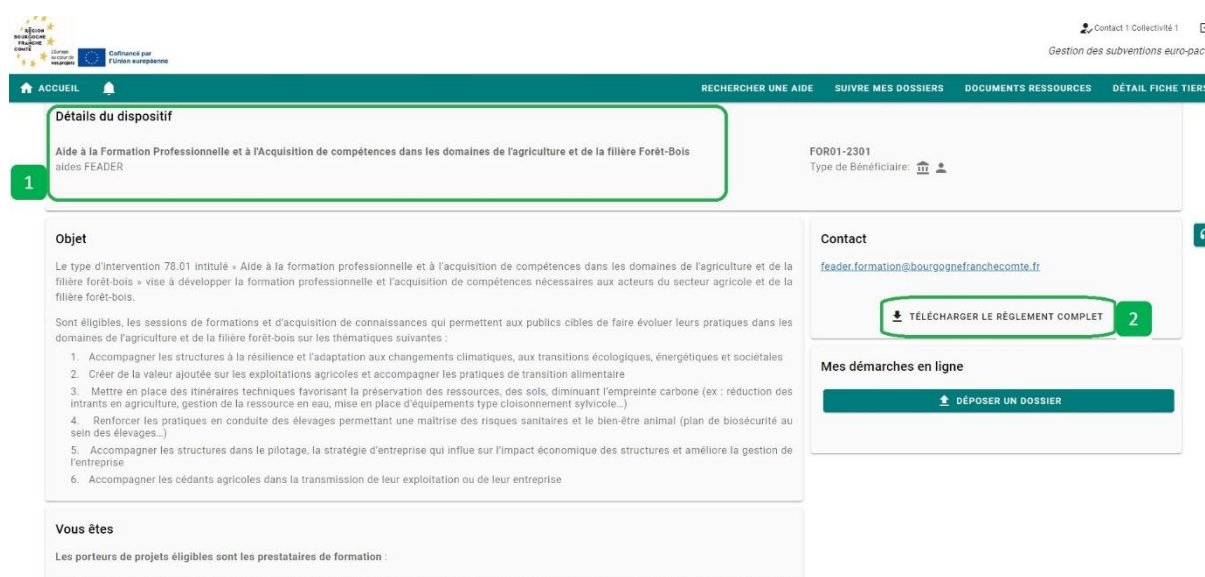 RÉGION
BOURGOGNE
FRANCHE
COMTÉ
L'Europe
au cœur de
vos projets
Cofinancé par
l'Union européenne
Contact 1 Collectivité 1
Gestion des subventions euro-pac
ACCUEIL
RECHERCHER UNE AIDE SUIVRE MES DOSSIERS DOCUMENTS RESSOURCES DÉTAIL FICHE TIERS
Détails du dispositif
Aide à la Formation Professionnelle et à l'Acquisition de compétences dans les domaines de l'agriculture et de la filière Forêt-Bois
aides FEADER
1
FOR01-2301
Type de Bénéficiaire:
Objet
Le type d'intervention 78.01 intitulé « Aide à la formation professionnelle et à l'acquisition de compétences dans les domaines de l'agriculture et de la
filière forêt-bois » vise à développer la formation professionnelle et l'acquisition de compétences nécessaires aux acteurs du secteur agricole et de la
filière forêt-bois.
Sont éligibles, les sessions de formations et d'acquisition de connaissances qui permettent aux publics cibles de faire évoluer leurs pratiques dans les
domaines de l'agriculture et de la filière forêt-bois sur les thématiques suivantes :
1. Accompagner les structures à la résilience et l'adaptation aux changements climatiques, aux transitions écologiques, énergétiques et sociétales
2. Créer de la valeur ajoutée sur les exploitations agricoles et accompagner les pratiques de transition alimentaire
3. Mettre en place des itinéraires techniques favorisant la préservation des ressources, des sols, diminuant l'empreinte carbone (ex : réduction des
intrants en agriculture, gestion de la ressource en eau, mise en place d'équipements type cloisonnement sylvicole…)
4. Renforcer les pratiques en conduite des élevages permettant une maîtrise des risques sanitaires et le bien-être animal (plan de biosécurité au
sein des élevages…)
5. Accompagner les structures dans le pilotage, la stratégie d'entreprise qui influe sur l'impact économique des structures et améliore la gestion de
l'entreprise
6. Accompagner les cédants agricoles dans la transmission de leur exploitation ou de leur entreprise
Contact
feader.formation@bourgognefranchecomte.fr
TÉLÉCHARGER LE RÈGLEMENT COMPLET
2
Mes démarches en ligne
DÉPOSER UN DOSSIER
Vous êtes
Les porteurs de projets éligibles sont les prestataires de formation :